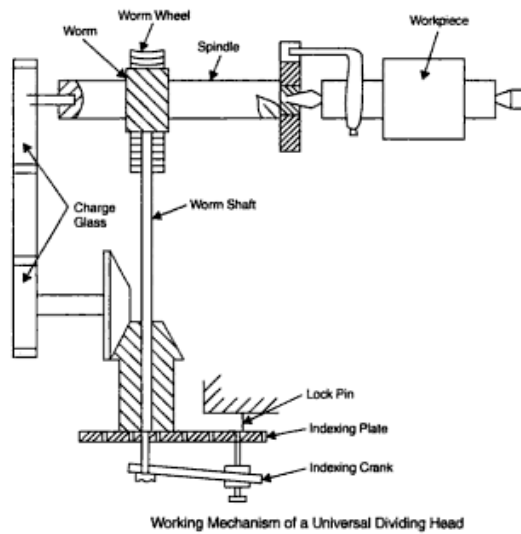 Worm Wheel
Worm
Spindle
Workpiece
Worm Shaft
Charge
Glass
Lock Pin
Indexing Plate
Indexing Crank
Working Mechanism of a Universal Dividing Head